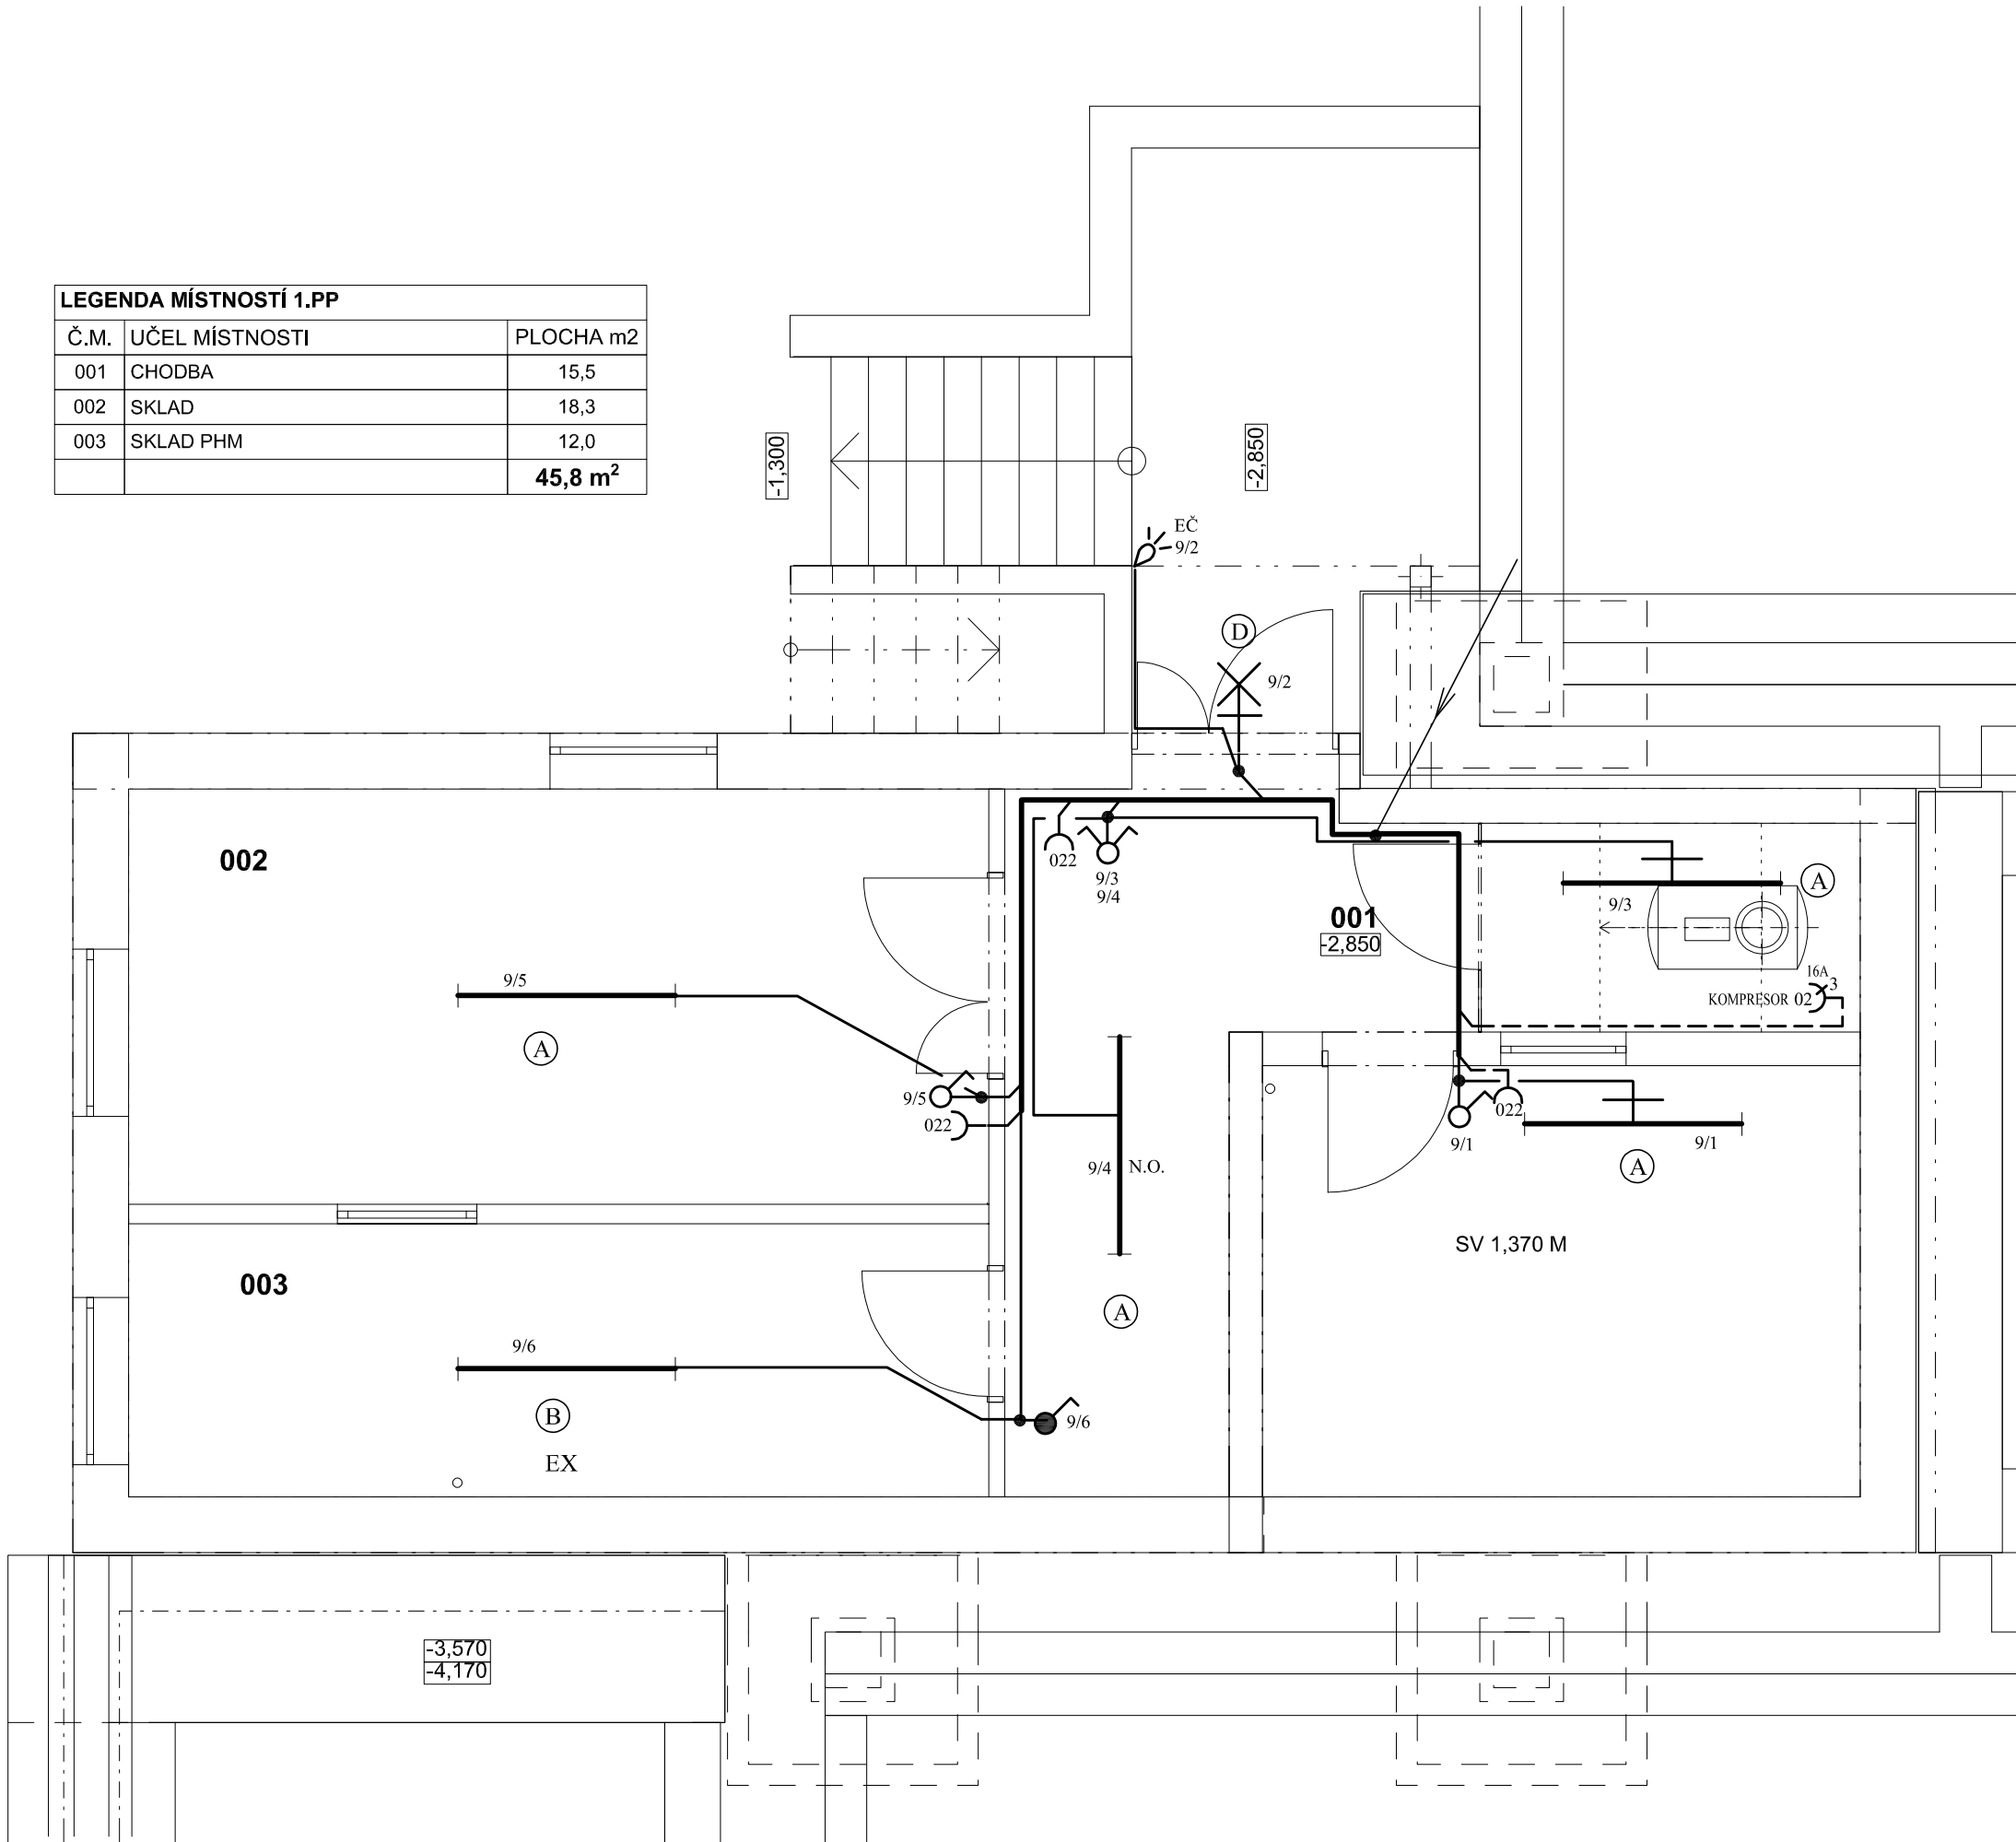 LEGENDA MÍSTNOSTÍ 1.PP
Č.M. UČEL MÍSTNOSTI PLOCHA m2
001 CHODBA 15,5
002 SKLAD 18,3
003 SKLAD PHM 12,0
45,8 m²
-1,300
-2,850
EČ
9/2
D
9/2
002
022
9/3
9/4
001
-2,850
A
9/3
16A
KOMPRESOR 02
3
9/5
A
9/5
022
9/4 N.O.
022
9/1
9/1
A
SV 1,370 M
003
A
9/6
B
9/6
EX
-3,570
-4,170